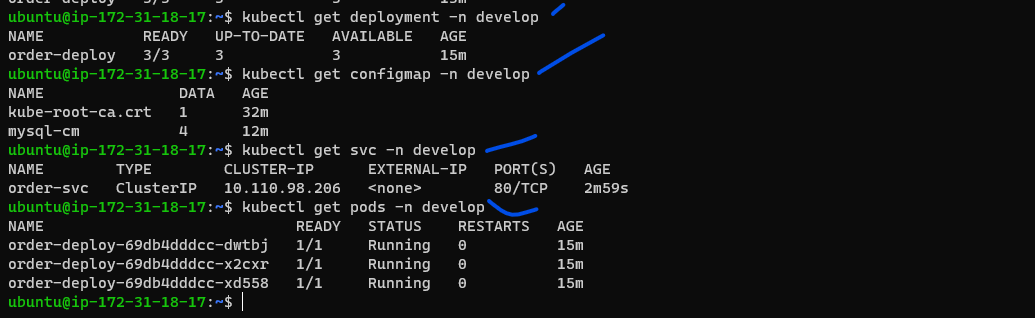 order-deploy 3/3 3 3 15m
ubuntu@ip-172-31-18-17:~$ kubectl get deployment -n develop
NAME READY UP-TO-DATE AVAILABLE AGE
order-deploy 3/3 3 3 15m
ubuntu@ip-172-31-18-17:~$ kubectl get configmap -n develop
NAME DATA AGE
kube-root-ca.crt 1 32m
mysql-cm 4 12m
ubuntu@ip-172-31-18-17:~$ kubectl get svc -n develop
NAME TYPE CLUSTER-IP EXTERNAL-IP PORT(S) AGE
order-svc ClusterIP 10.110.98.206 <none> 80/TCP 2m59s
ubuntu@ip-172-31-18-17:~$ kubectl get pods -n develop
NAME READY STATUS RESTARTS AGE
order-deploy-69db4dddcc-dwtbj 1/1 Running 0 15m
order-deploy-69db4dddcc-x2cxr 1/1 Running 0 15m
order-deploy-69db4dddcc-xd558 1/1 Running 0 15m
ubuntu@ip-172-31-18-17:~$